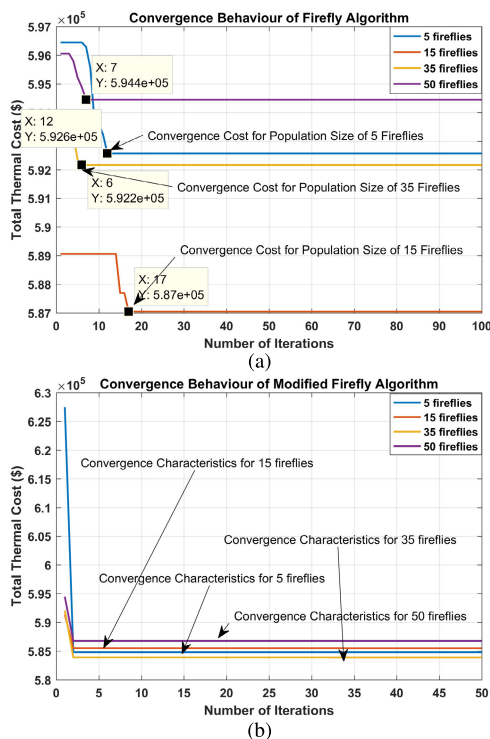 Convergence Behaviour of Firefly Algorithm
×10⁵
5.97
5.96
5.95
5.92
5.91
5.9
5.89
5.88
5.87
Total Thermal Cost ($)
5 fireflies
15 fireflies
35 fireflies
50 fireflies
X: 7
Y: 5.944e+05
X: 12
Y: 5.926e+05
Convergence Cost for Population Size of 5 Fireflies
X: 6
Y: 5.922e+05
Convergence Cost for Population Size of 35 Fireflies
Convergence Cost for Population Size of 15 Fireflies
X: 17
Y: 5.87e+05
0 10 20 30 40 50 60 70 80 90 100
Number of Iterations
(a)
Convergence Behaviour of Modified Firefly Algorithm
×10⁵
6.3
6.25
6.2
6.15
6.1
6.05
6
5.95
5.9
5.85
5.8
Total Thermal Cost ($)
5 fireflies
15 fireflies
35 fireflies
50 fireflies
Convergence Characteristics for 15 fireflies
Convergence Characteristics for 35 fireflies
Convergence Characteristics for 5 fireflies
Convergence Characteristics for 50 fireflies
0 5 10 15 20 25 30 35 40 45 50
Number of Iterations
(b)